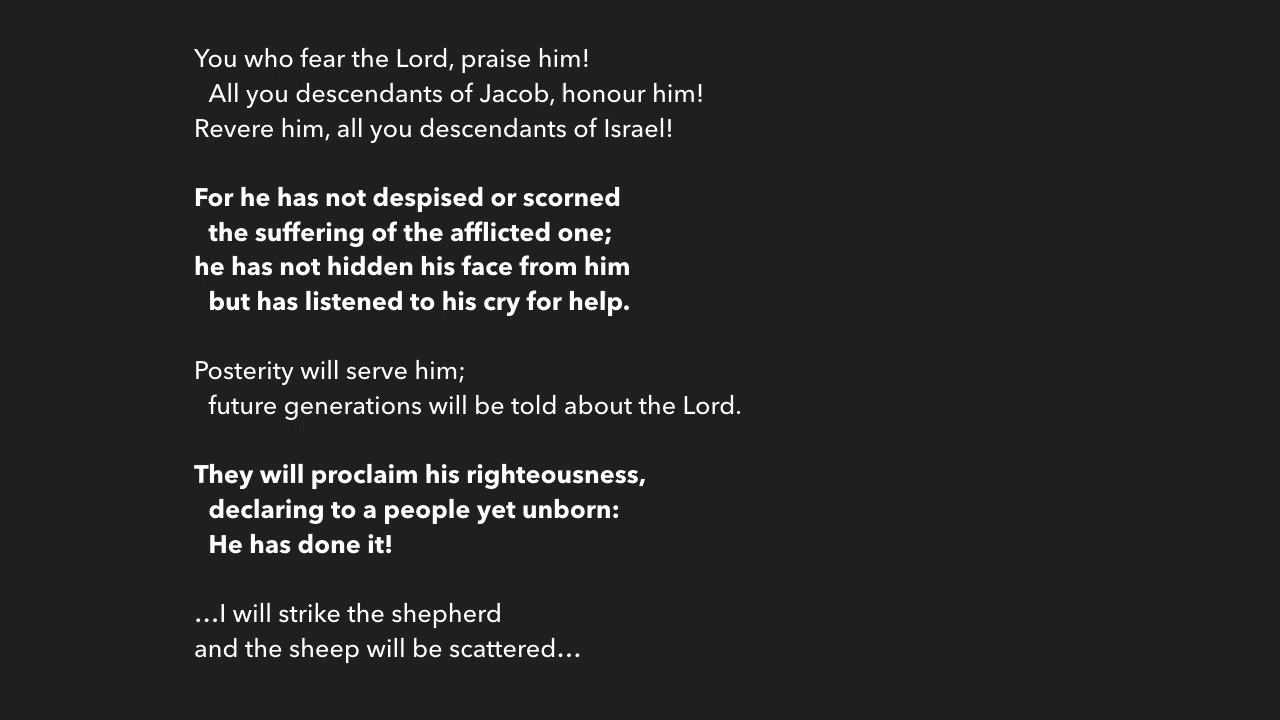 You who fear the Lord, praise him!
All you descendants of Jacob, honour him!
Revere him, all you descendants of Israel!
For he has not despised or scorned
the suffering of the afflicted one;
he has not hidden his face from him
but has listened to his cry for help.
Posterity will serve him;
future generations will be told about the Lord.
They will proclaim his righteousness,
declaring to a people yet unborn:
He has done it!
…I will strike the shepherd
and the sheep will be scattered…